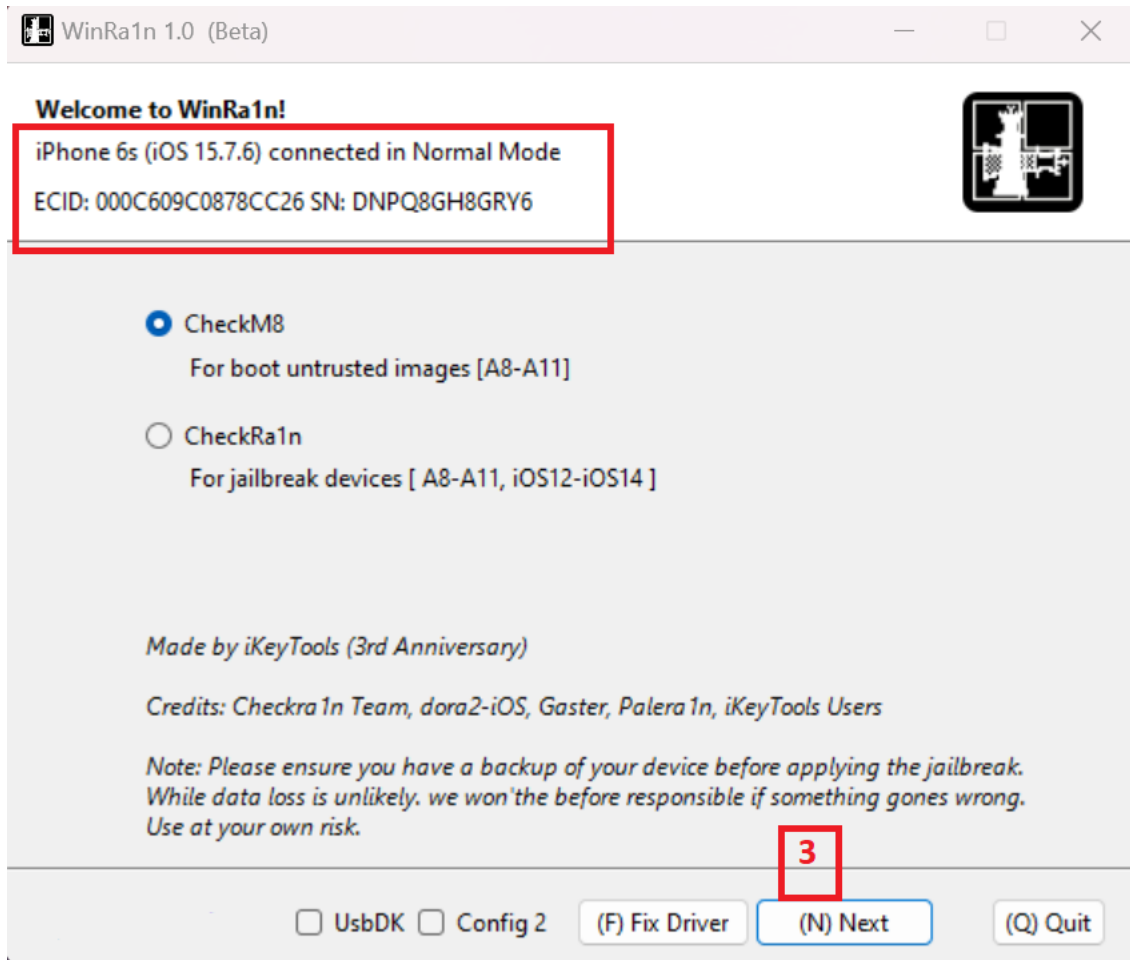 WinRa1n 1.0 (Beta)
Welcome to WinRa1n!
iPhone 6s (iOS 15.7.6) connected in Normal Mode
ECID: 000C609C0878CC26 SN: DNPQ8GH8GRY6
CheckM8
For boot untrusted images [A8-A11]
CheckRa1n
For jailbreak devices [ A8-A11, iOS12-iOS14 ]
Made by iKeyTools (3rd Anniversary)
Credits: Checkra1n Team, dora2-iOS, Gaster, Palera1n, iKeyTools Users
Note: Please ensure you have a backup of your device before applying the jailbreak.
While data loss is unlikely. we won'the before responsible if something gones wrong.
Use at your own risk.
3
UsbDK Config 2 (F) Fix Driver (N) Next (Q) Quit